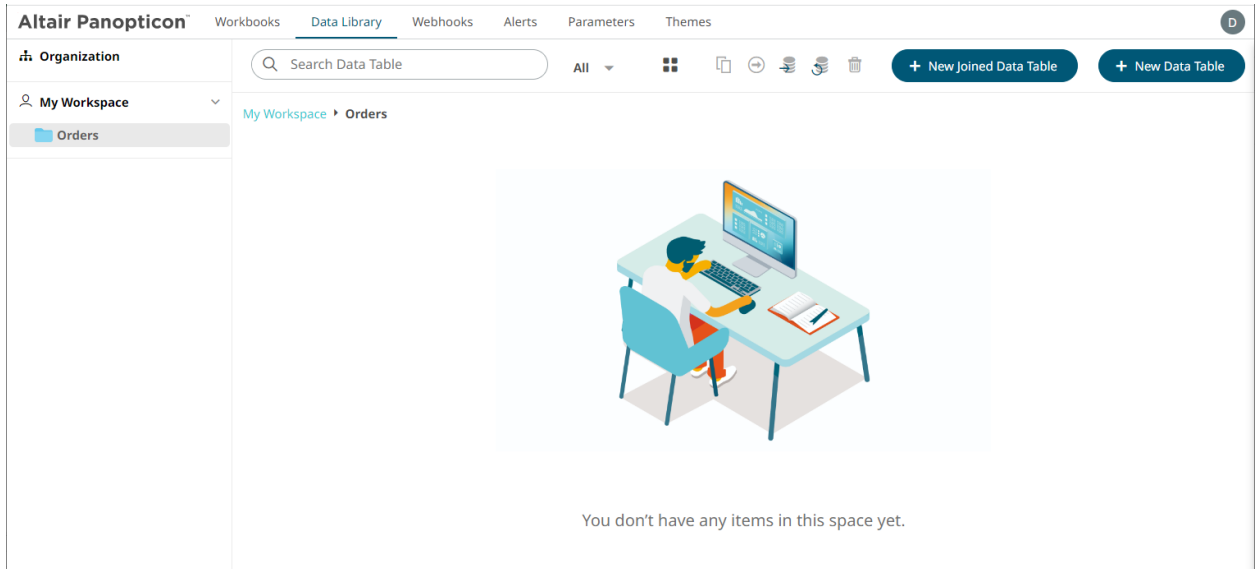 Altair Panopticon™ Workbooks Data Library Webhooks Alerts Parameters Themes D
Organization
Search Data Table All + New Joined Data Table + New Data Table
My Workspace
My Workspace Orders
Orders
You don’t have any items in this space yet.